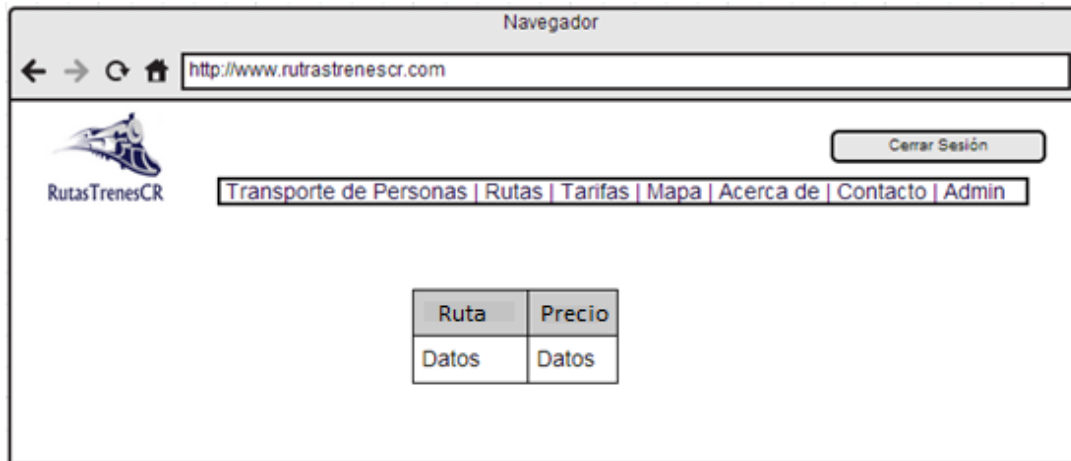 Navegador
http://www.rutrastrenescr.com
Cerrar Sesión
RutasTrenesCR
Transporte de Personas | Rutas | Tarifas | Mapa | Acerca de | Contacto | Admin
Ruta Precio
Datos Datos